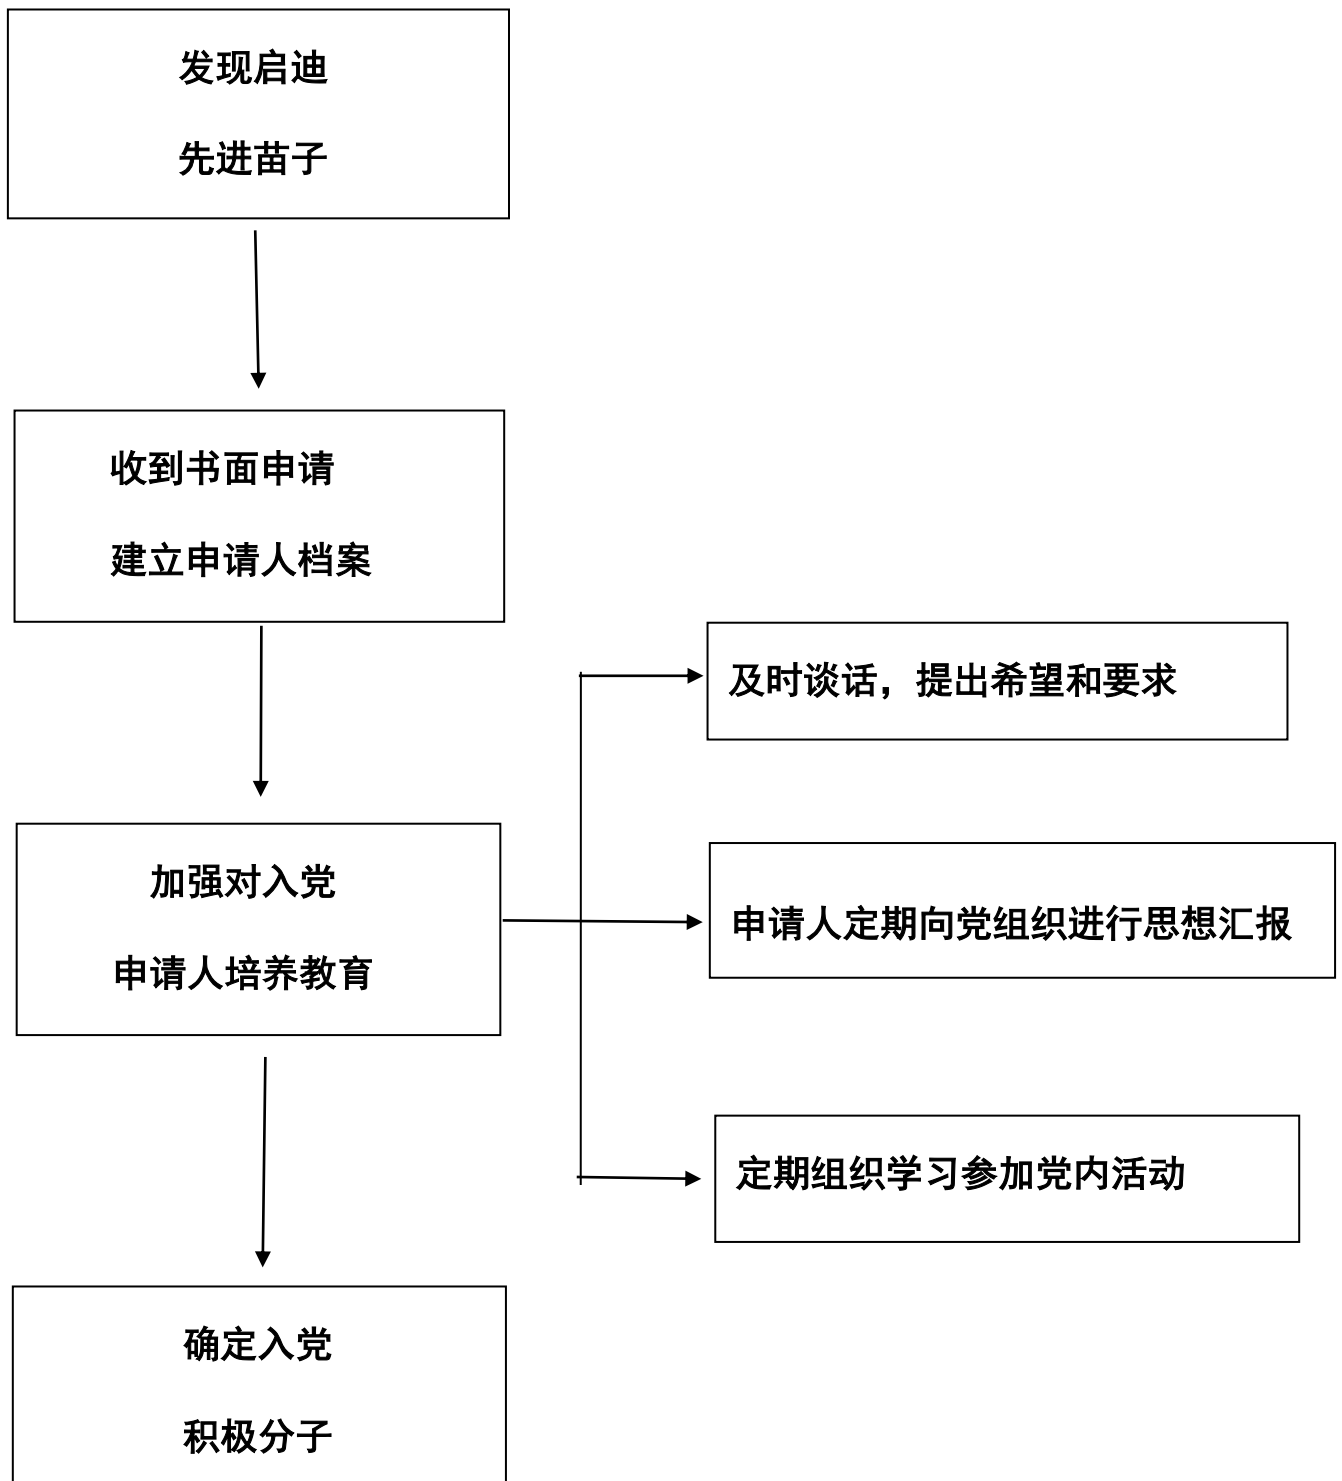 发现启迪
先进苗子
收到书面申请
建立申请人档案
及时谈话，提出希望和要求
加强对入党
申请人培养教育
申请人定期向党组织进行思想汇报
定期组织学习参加党内活动
确定入党
积极分子